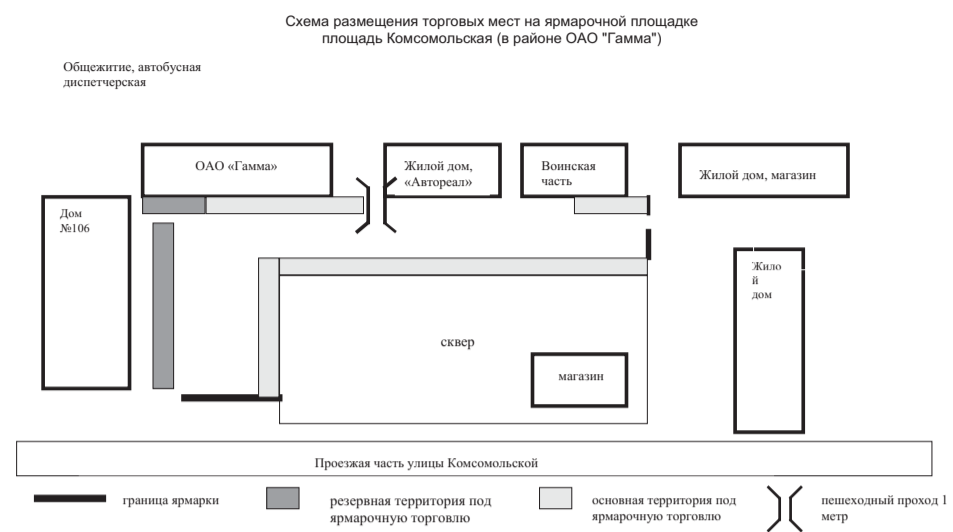 Схема размещения торговых мест на ярмарочной площадке
площадь Комсомольская (в районе ОАО "Гамма")
Общежитие, автобусная
диспетчерская
ОАО «Гамма»
Жилой дом,
«Автореал»
Воинская
часть
Жилой дом, магазин
Дом
№106
Жило
й
дом
сквер
магазин
Проезжая часть улицы Комсомольской
граница ярмарки
резервная территория под
ярмарочную торговлю
основная территория под
ярмарочную торговлю
пешеходный проход 1
метр